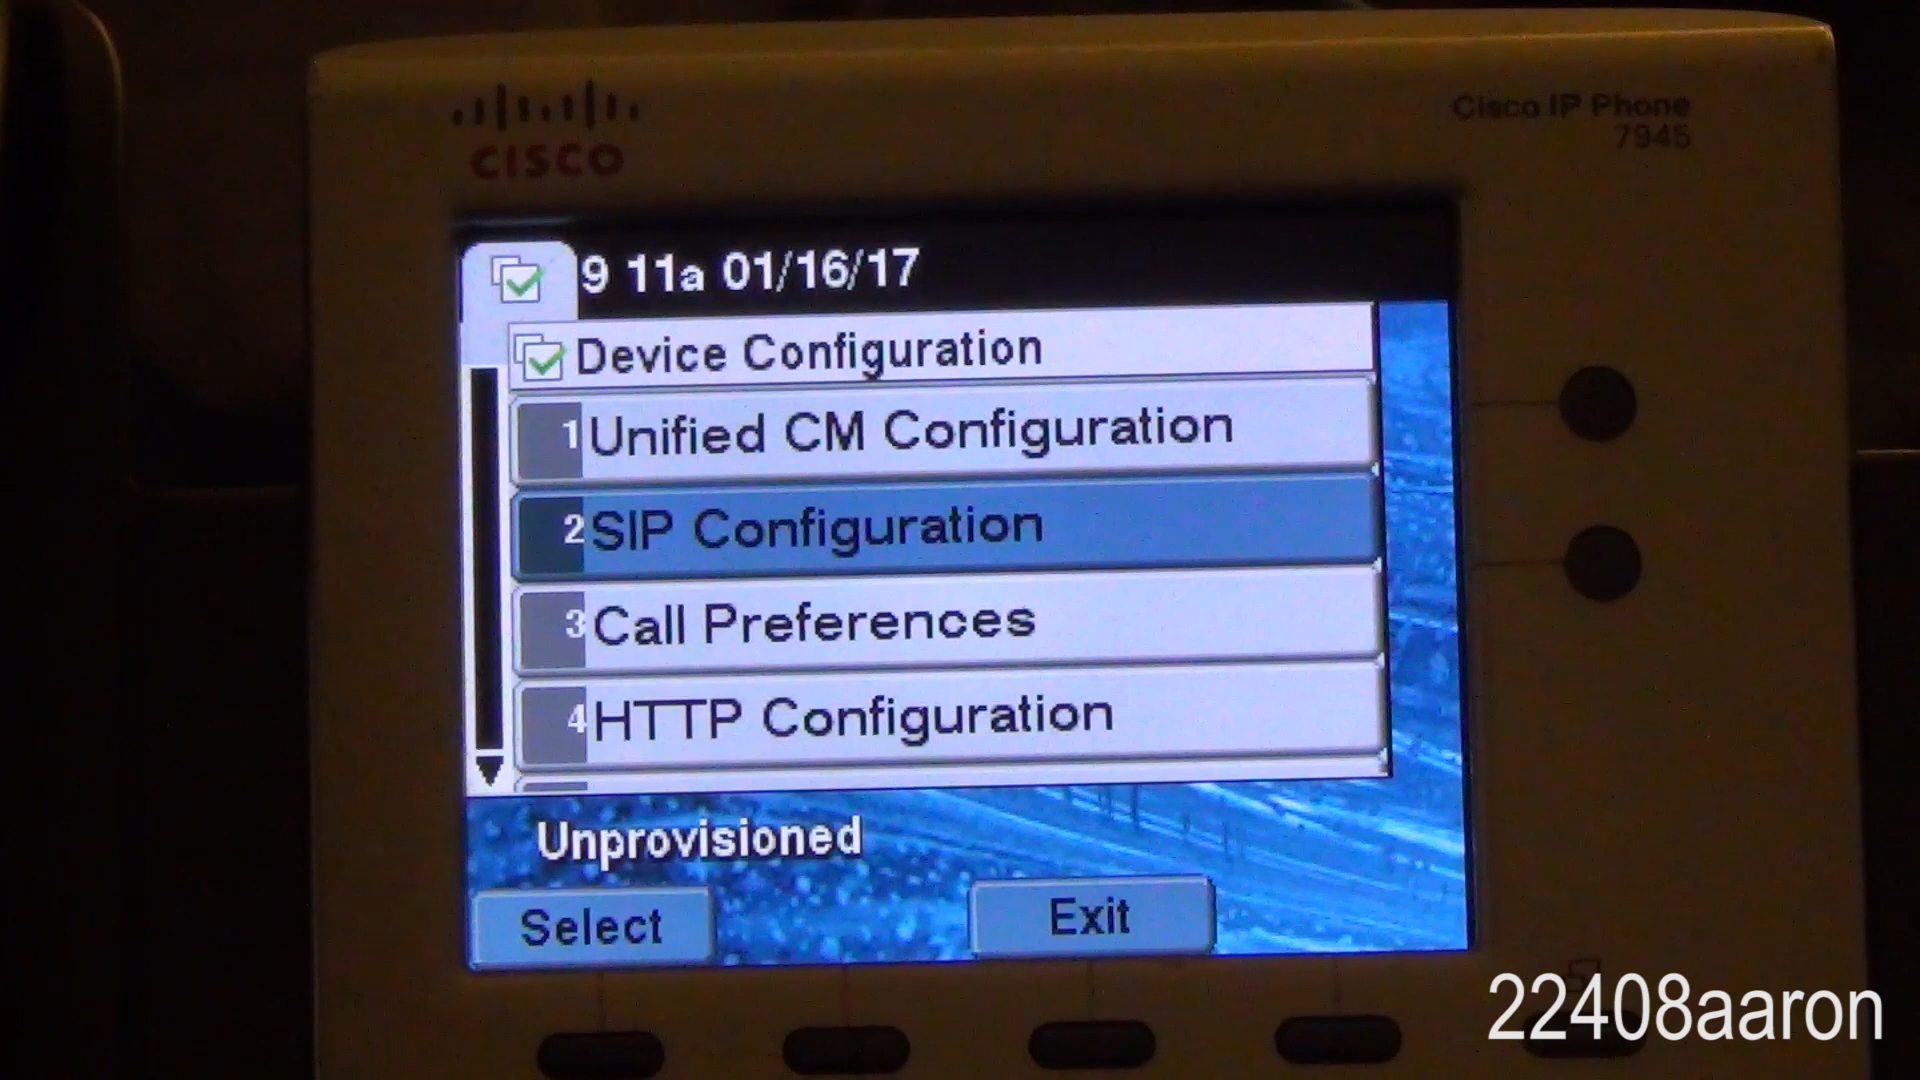 CISCO
Cisco IP Phone
7945
9 11a 01/16/17
Device Configuration
1 Unified CM Configuration
2 SIP Configuration
3 Call Preferences
4 HTTP Configuration
Unprovisioned
Select Exit
22408aaron